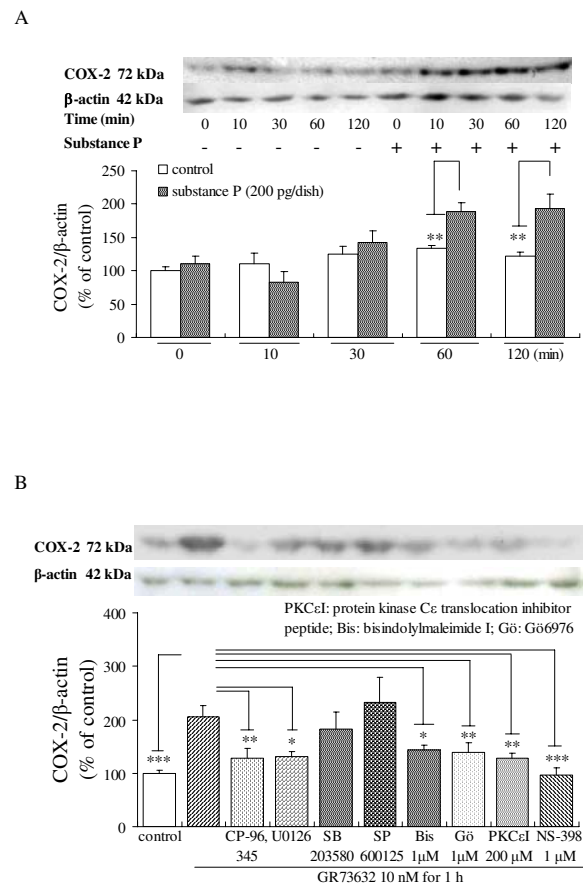 A
COX-2 72 kDa
β-actin 42 kDa
Time (min) 0 10 30 60 120 0 10 30 60 120
Substance P - - - - - + + + + +
250
200
150
100
50
0
COX-2/β-actin
(% of control)
control
substance P (200 pg/dish)
** **
0 10 30 60 120 (min)
B
COX-2 72 kDa
β-actin 42 kDa
PKCεI: protein kinase Cε translocation inhibitor
peptide; Bis: bisindolylmaleimide I; Gö: Gö6976
400
300
200
100
0
COX-2/β-actin
(% of control)
*** ** * * ** ** ***
control CP-96, U0126 SB SP Bis Gö PKCεI NS-398
345 203580 600125 1μM 1μM 200 μM 1 μM
GR73632 10 nM for 1 h